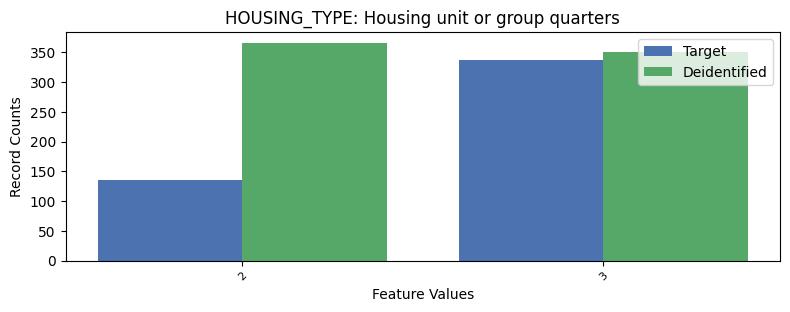 HOUSING_TYPE: Housing unit or group quarters
Target
Deidentified
Record Counts
350
300
250
200
150
100
50
0
2
3
Feature Values